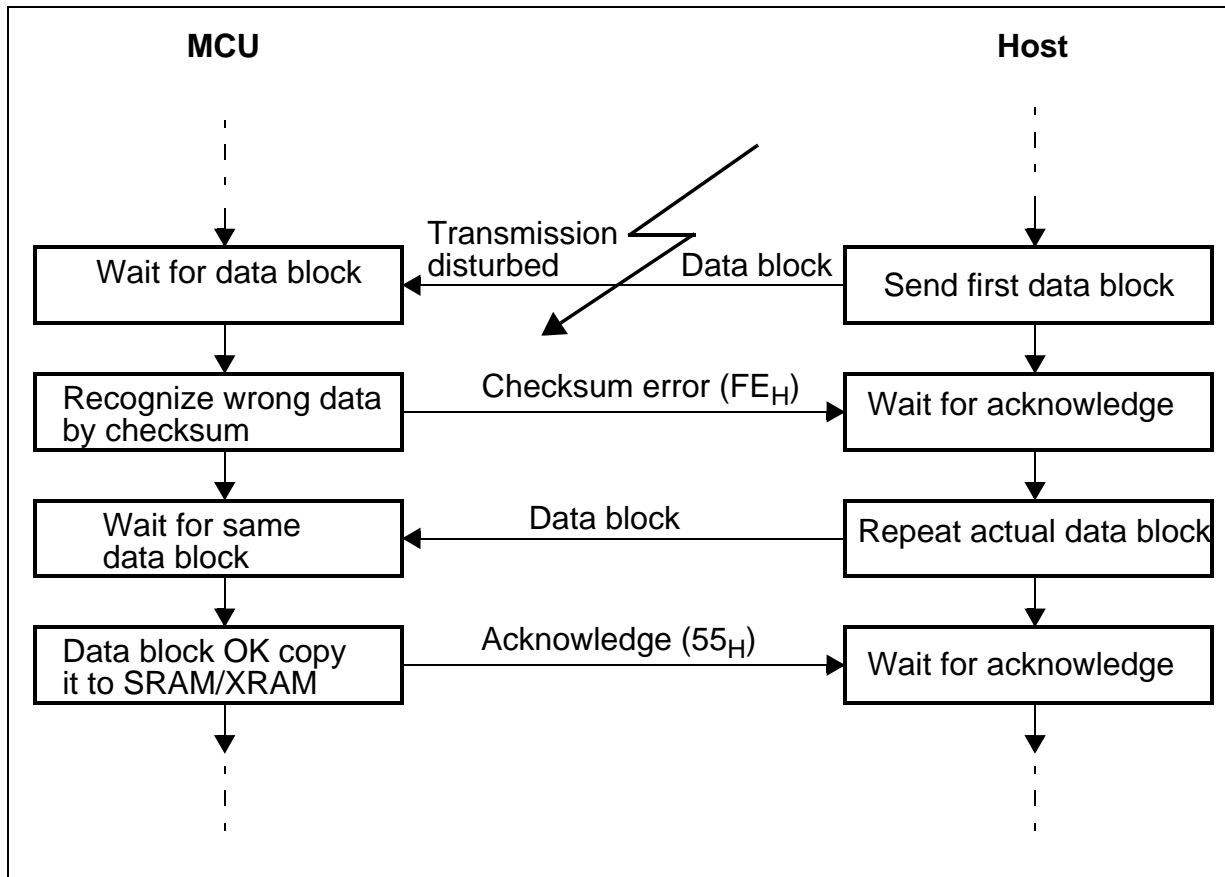 MCU
Host
Transmission
disturbed
Data block
Wait for data block
Send first data block
Recognize wrong data
by checksum
Checksum error (FEH)
Wait for acknowledge
Wait for same
data block
Data block
Repeat actual data block
Data block OK copy
it to SRAM/XRAM
Acknowledge (55H)
Wait for acknowledge